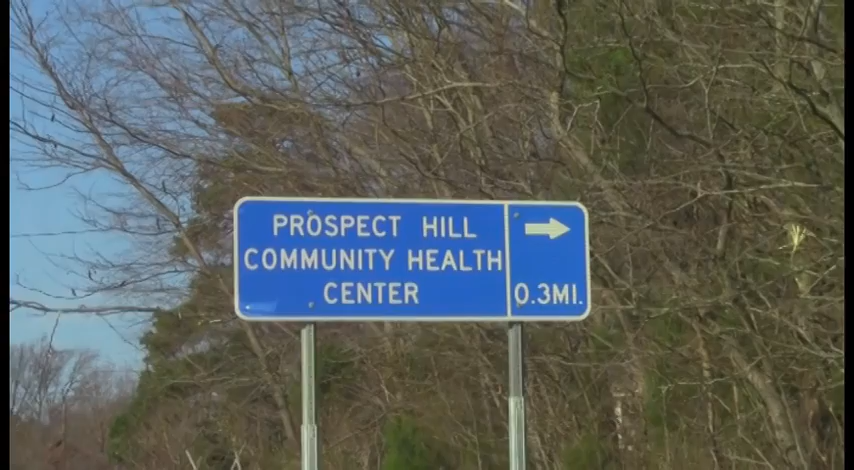 PROSPECT HILL
COMMUNITY HEALTH
CENTER
0.3MI.